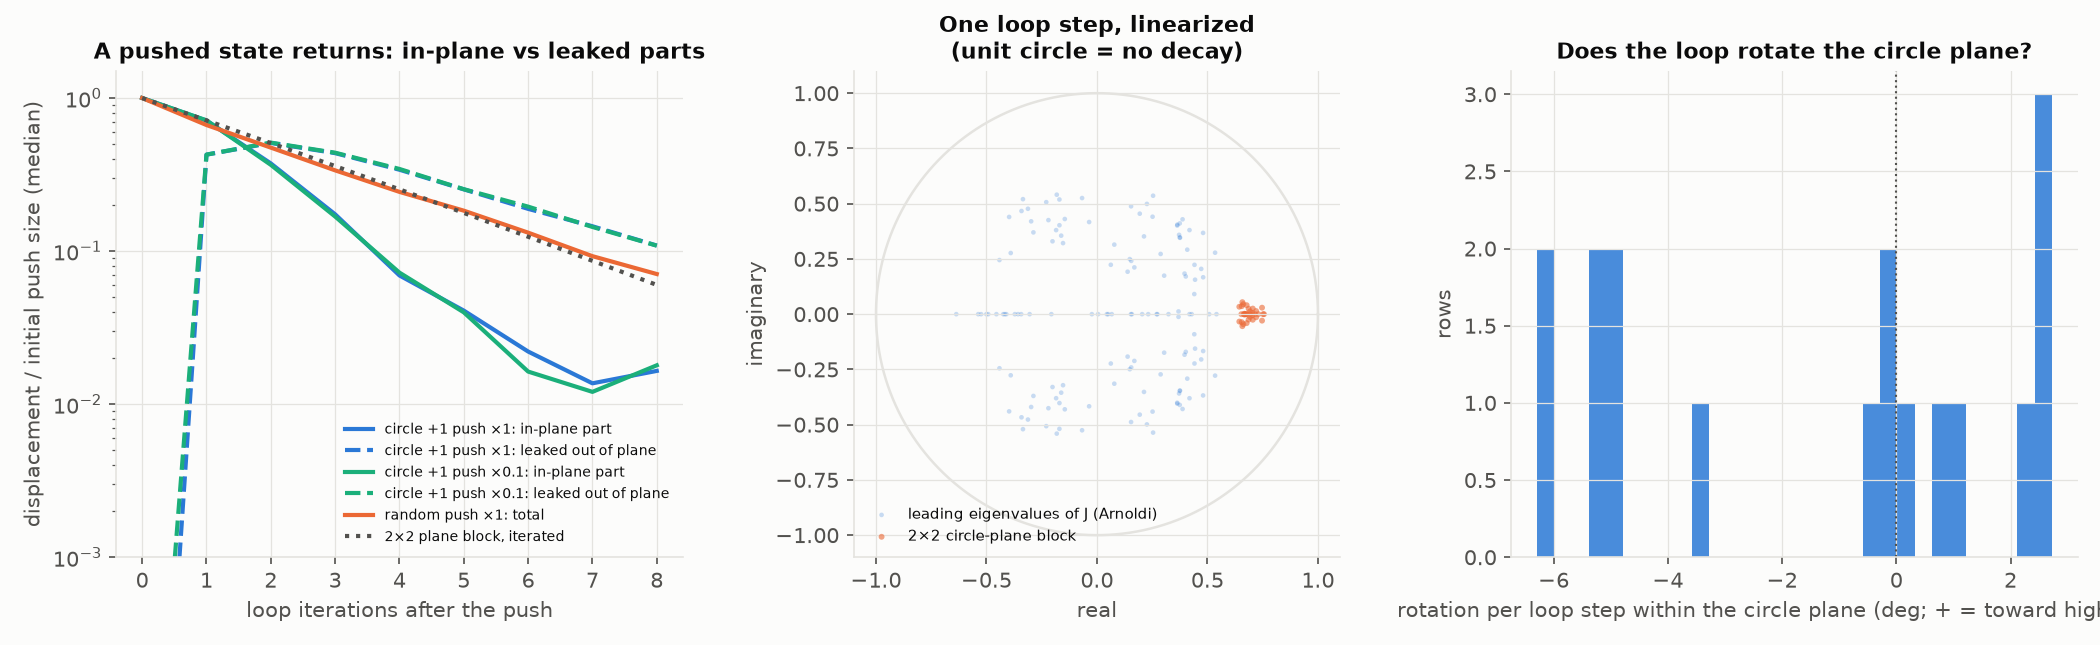 A pushed state returns: in-plane vs leaked parts
displacement / initial push size (median)
10⁰
10⁻¹
10⁻²
10⁻³
circle +1 push ×1: in-plane part
circle +1 push ×1: leaked out of plane
circle +1 push ×0.1: in-plane part
circle +1 push ×0.1: leaked out of plane
random push ×1: total
2×2 plane block, iterated
0 1 2 3 4 5 6 7 8
loop iterations after the push
One loop step, linearized
(unit circle = no decay)
imaginary
1.00
0.75
0.50
0.25
0.00
−0.25
−0.50
−0.75
−1.00
leading eigenvalues of J (Arnoldi)
2×2 circle-plane block
−1.0 −0.5 0.0 0.5 1.0
real
Does the loop rotate the circle plane?
rows
3.0
2.5
2.0
1.5
1.0
0.5
0.0
−6 −4 −2 0 2
rotation per loop step within the circle plane (deg; + = toward high